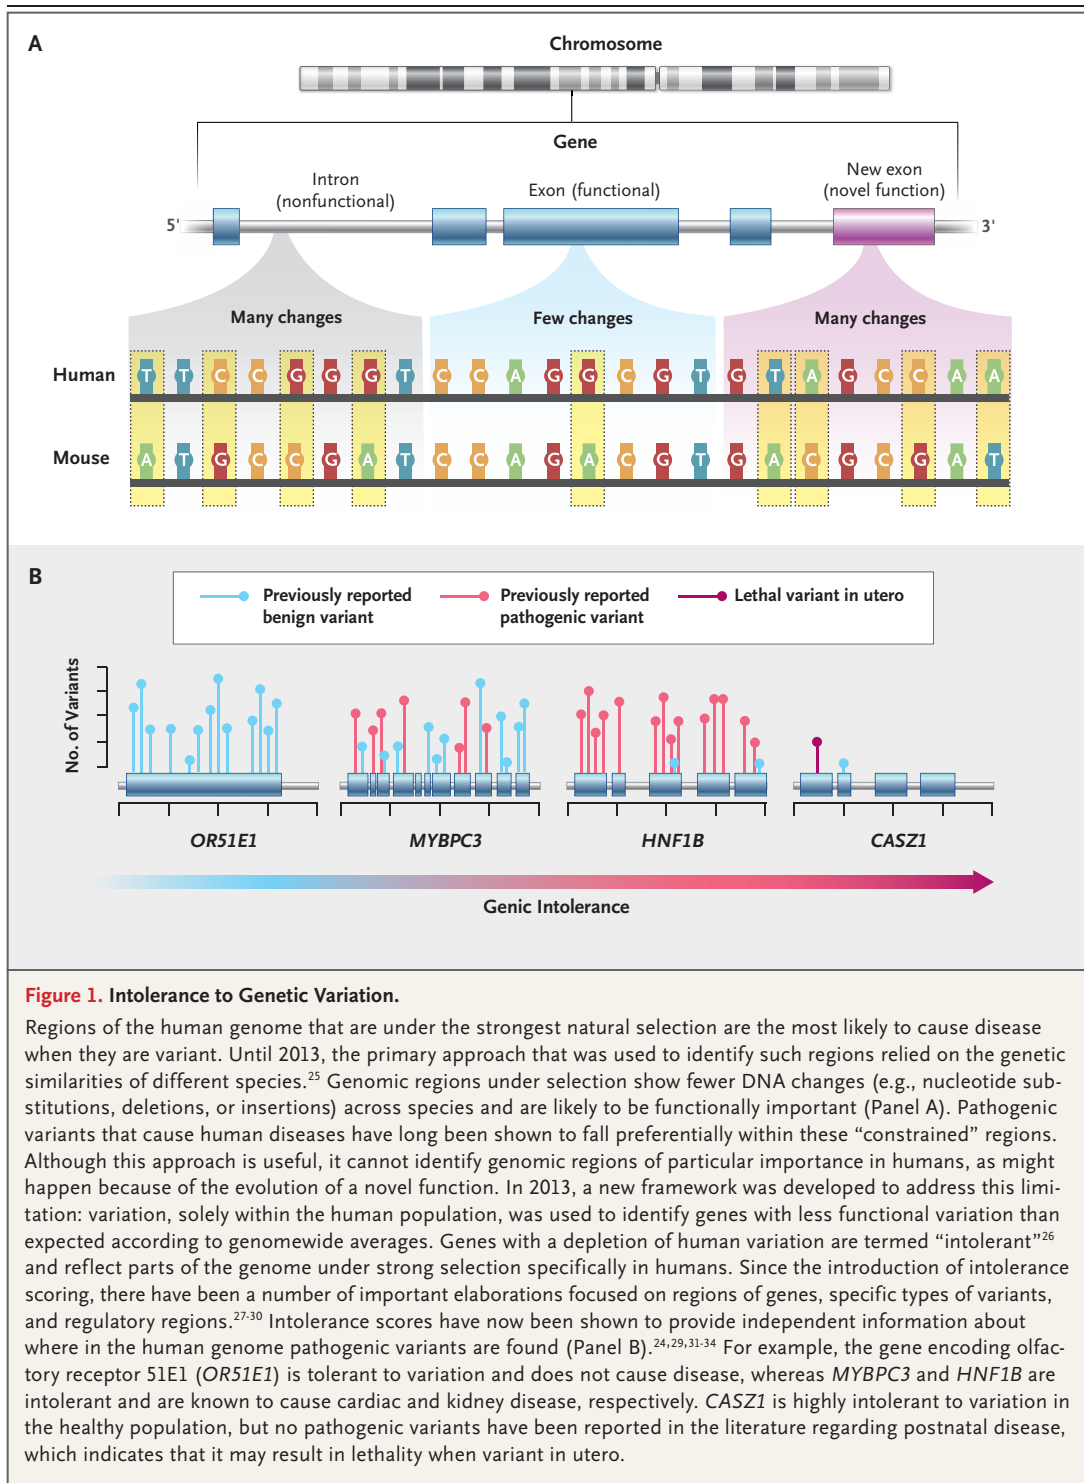 A
Chromosome
Gene
Intron
(nonfunctional)
Exon (functional)
New exon
(novel function)
5'
3'
Many changes
Few changes
Many changes
Human
T T C C G G G T C C A G G C G T G T A G C C A A
Mouse
A T G C C G A T C C A G A C G T G A C G C G A T
B
Previously reported
benign variant
Previously reported
pathogenic variant
Lethal variant in utero
No. of Variants
OR51E1
MYBPC3
HNF1B
CASZ1
Genic Intolerance
Figure 1. Intolerance to Genetic Variation.
Regions of the human genome that are under the strongest natural selection are the most likely to cause disease
when they are variant. Until 2013, the primary approach that was used to identify such regions relied on the genetic
similarities of different species.25 Genomic regions under selection show fewer DNA changes (e.g., nucleotide sub-
stitutions, deletions, or insertions) across species and are likely to be functionally important (Panel A). Pathogenic
variants that cause human diseases have long been shown to fall preferentially within these “constrained” regions.
Although this approach is useful, it cannot identify genomic regions of particular importance in humans, as might
happen because of the evolution of a novel function. In 2013, a new framework was developed to address this limi-
tation: variation, solely within the human population, was used to identify genes with less functional variation than
expected according to genomewide averages. Genes with a depletion of human variation are termed “intolerant”26
and reflect parts of the genome under strong selection specifically in humans. Since the introduction of intolerance
scoring, there have been a number of important elaborations focused on regions of genes, specific types of variants,
and regulatory regions.27-30 Intolerance scores have now been shown to provide independent information about
where in the human genome pathogenic variants are found (Panel B).24,29,31-34 For example, the gene encoding olfac-
tory receptor 51E1 (OR51E1) is tolerant to variation and does not cause disease, whereas MYBPC3 and HNF1B are
intolerant and are known to cause cardiac and kidney disease, respectively. CASZ1 is highly intolerant to variation in
the healthy population, but no pathogenic variants have been reported in the literature regarding postnatal disease,
which indicates that it may result in lethality when variant in utero.